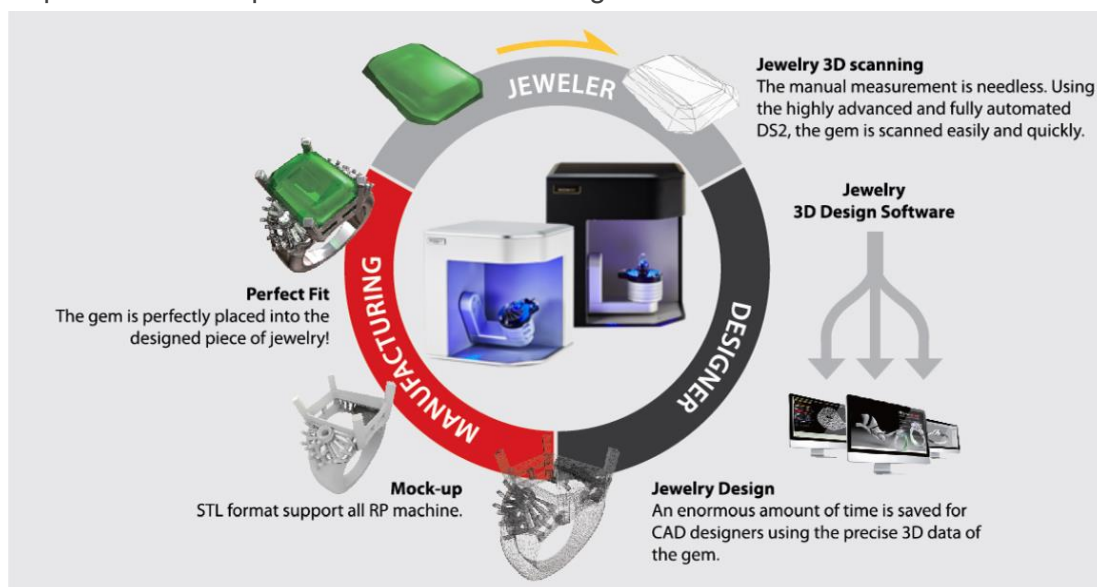 JEWELER
Jewelry 3D scanning
The manual measurement is needless. Using
the highly advanced and fully automated
DS2, the gem is scanned easily and quickly.
Jewelry
3D Design Software
DESIGNER
Jewelry Design
An enormous amount of time is saved for
CAD designers using the precise 3D data of
the gem.
Mock-up
STL format support all RP machine.
MANUFACTURING
Perfect Fit
The gem is perfectly placed into the
designed piece of jewelry!